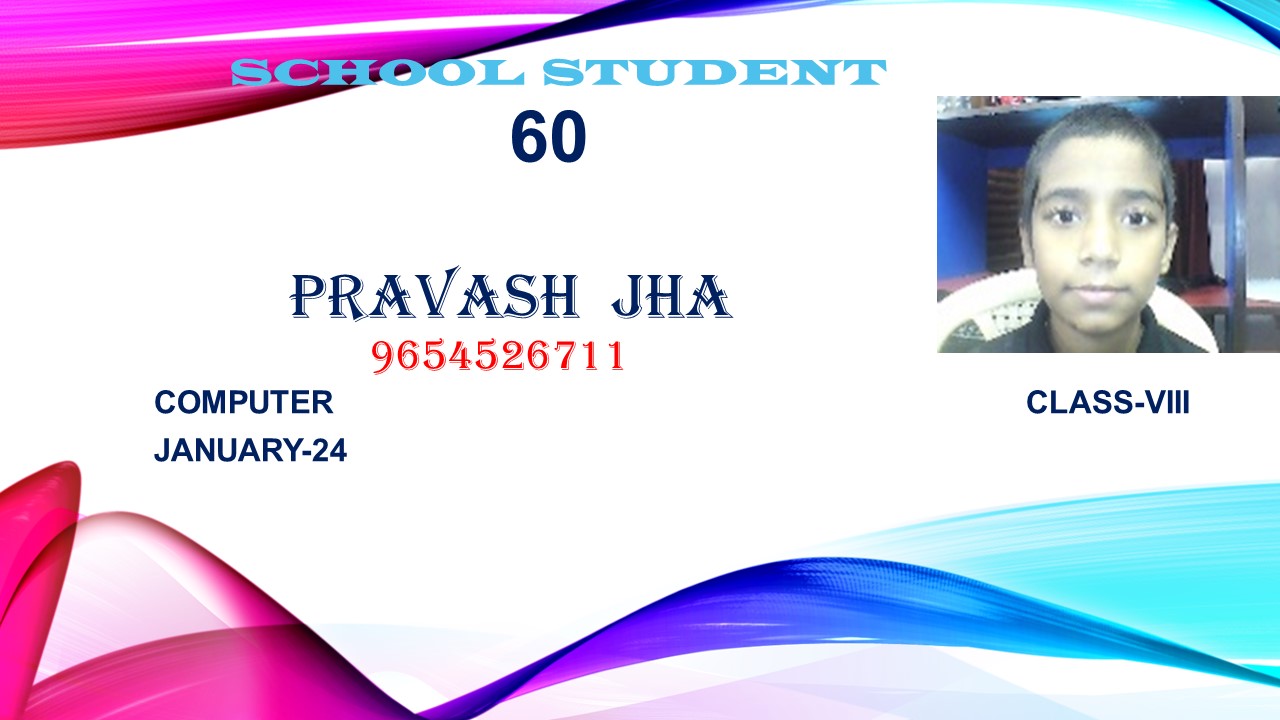 SCHOOL STUDENT
60
PRAVASH JHA
9654526711
COMPUTER CLASS-VIII
JANUARY-24